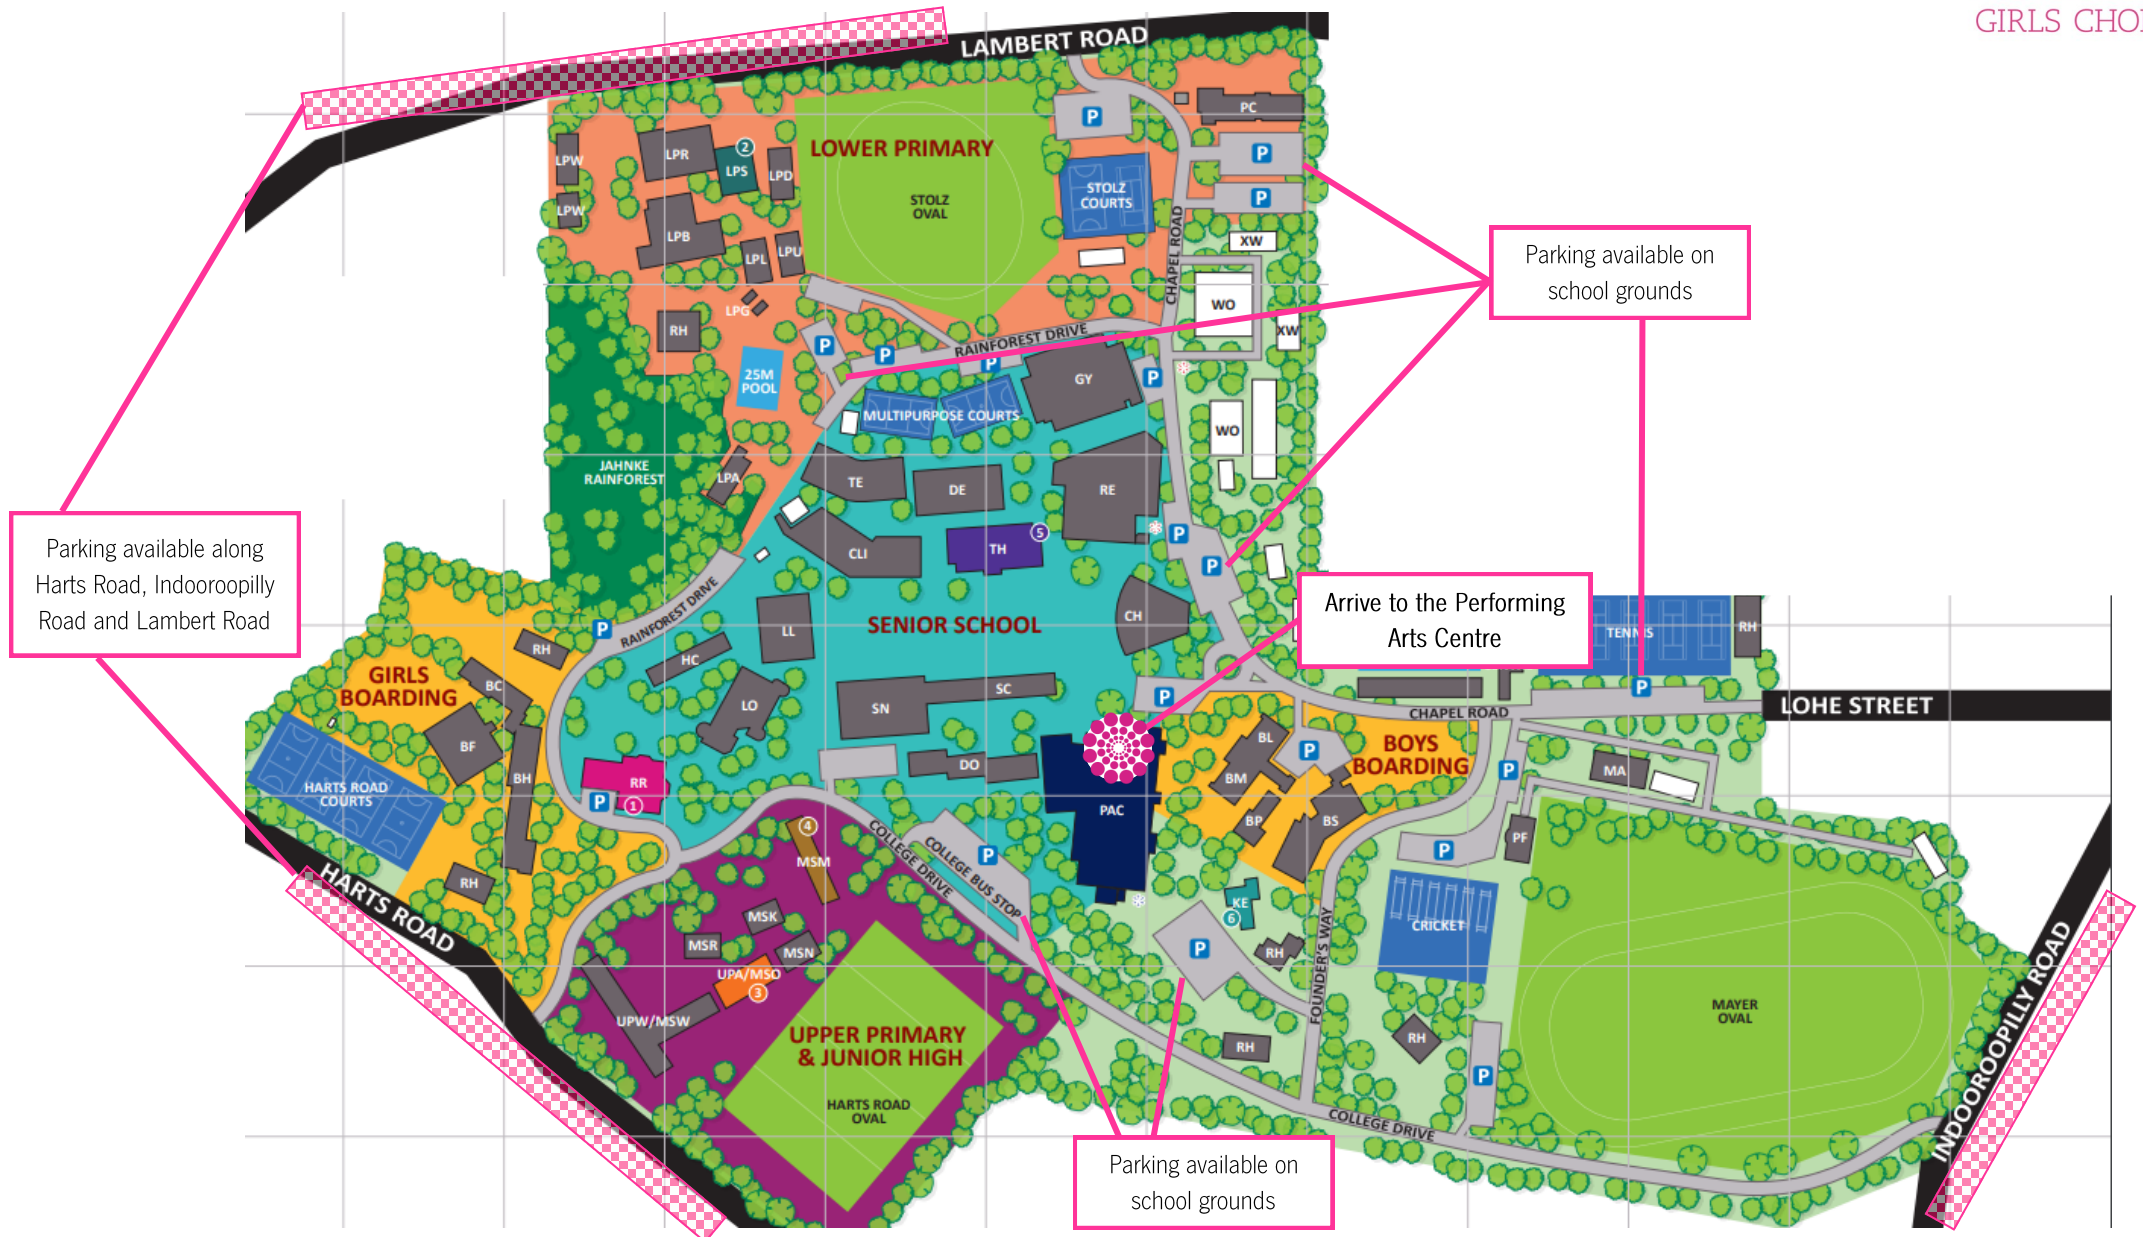 GIRLS CHO
LAMBERT ROAD
P
PC
LPW
LPR
2
LPS
LPD
LOWER PRIMARY
P
P
STOLZ
OVAL
STOLZ
COURTS
LPW
LPB
LPL
LPU
CHAPEL ROAD
XW
WO
XW
Parking available on
school grounds
LPG
RH
P
P
RAINFOREST DRIVE
P
25M
POOL
GY
P
MULTIPURPOSE COURTS
WO
JAHNKE
RAINFOREST
LPA
TE
DE
RE
5
TH
CLI
P
P
Parking available along
Harts Road, Indooroopilly
Road and Lambert Road
RAINFOREST DRIVE
P
RH
LL
HC
SENIOR SCHOOL
CH
Arrive to the Performing
Arts Centre
TENNIS
RH
GIRLS
BOARDING
BC
LO
SN
SC
P
P
CHAPEL ROAD
LOHE STREET
BF
BH
HARTS ROAD
COURTS
RR
P
1
DO
PAC
BL
P
BM
BOYS
BOARDING
BP
BS
P
MA
PF
P
RH
HARTS ROAD
4
MSM
COLLEGE DRIVE
COLLEGE BUS STOP
P
MSK
MSR
MSN
UPA/MSO
3
UPW/MSW
KE
6
P
RH
FOUNDER'S WAY
CRICKET
MAYER
OVAL
INDOOROOPILLY ROAD
UPPER PRIMARY
& JUNIOR HIGH
HARTS ROAD
OVAL
RH
RH
P
COLLEGE DRIVE
Parking available on
school grounds